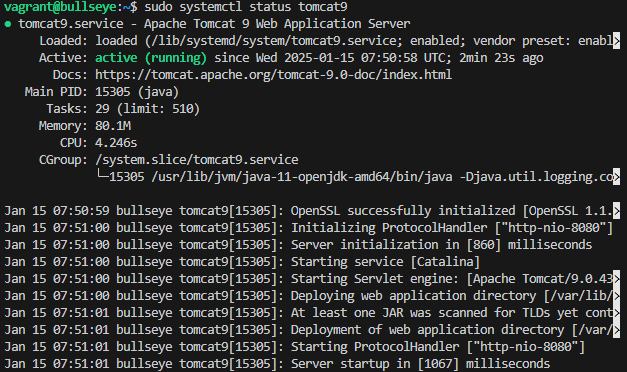 vagrant@bullseye:~$ sudo systemctl status tomcat9
● tomcat9.service - Apache Tomcat 9 Web Application Server
Loaded: loaded (/lib/systemd/system/tomcat9.service; enabled; vendor preset: enabl>
Active: active (running) since Wed 2025-01-15 07:50:58 UTC; 2min 23s ago
Docs: https://tomcat.apache.org/tomcat-9.0-doc/index.html
Main PID: 15305 (java)
Tasks: 29 (limit: 510)
Memory: 80.1M
CPU: 4.246s
CGroup: /system.slice/tomcat9.service
└─15305 /usr/lib/jvm/java-11-openjdk-amd64/bin/java -Djava.util.logging.co>
Jan 15 07:50:59 bullseye tomcat9[15305]: OpenSSL successfully initialized [OpenSSL 1.1.>
Jan 15 07:51:00 bullseye tomcat9[15305]: Initializing ProtocolHandler ["http-nio-8080"]
Jan 15 07:51:00 bullseye tomcat9[15305]: Server initialization in [860] milliseconds
Jan 15 07:51:00 bullseye tomcat9[15305]: Starting service [Catalina]
Jan 15 07:51:00 bullseye tomcat9[15305]: Starting Servlet engine: [Apache Tomcat/9.0.43>
Jan 15 07:51:00 bullseye tomcat9[15305]: Deploying web application directory [/var/lib/>
Jan 15 07:51:01 bullseye tomcat9[15305]: At least one JAR was scanned for TLDs yet cont>
Jan 15 07:51:01 bullseye tomcat9[15305]: Deployment of web application directory [/var/>
Jan 15 07:51:01 bullseye tomcat9[15305]: Starting ProtocolHandler ["http-nio-8080"]
Jan 15 07:51:01 bullseye tomcat9[15305]: Server startup in [1067] milliseconds